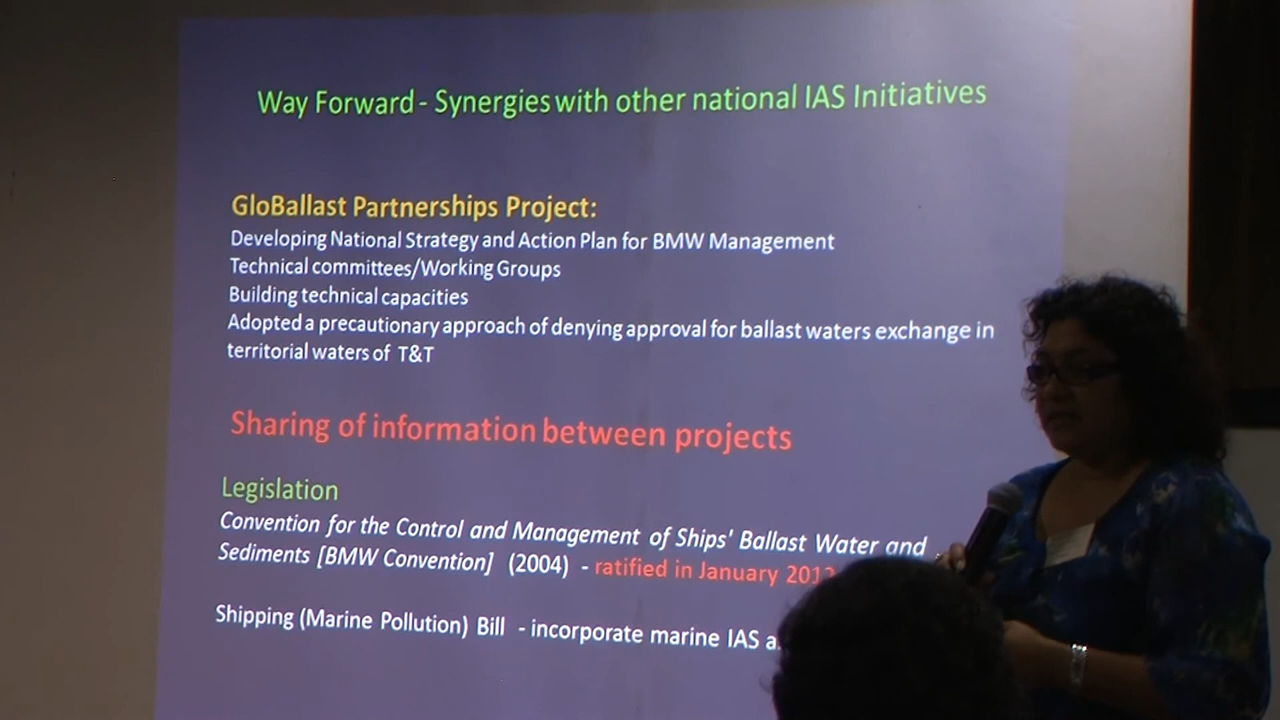 Way Forward - Synergies with other national IAS Initiatives
GloBallast Partnerships Project:
Developing National Strategy and Action Plan for BMW Management
Technical committees/Working Groups
Building technical capacities
Adopted a precautionary approach of denying approval for ballast waters exchange in
territorial waters of T&T
Sharing of information between projects
Legislation
Convention for the Control and Management of Ships' Ballast Water and
Sediments [BMW Convention] (2004) - ratified in January
Shipping (Marine Pollution) Bill - incorporate marine IAS